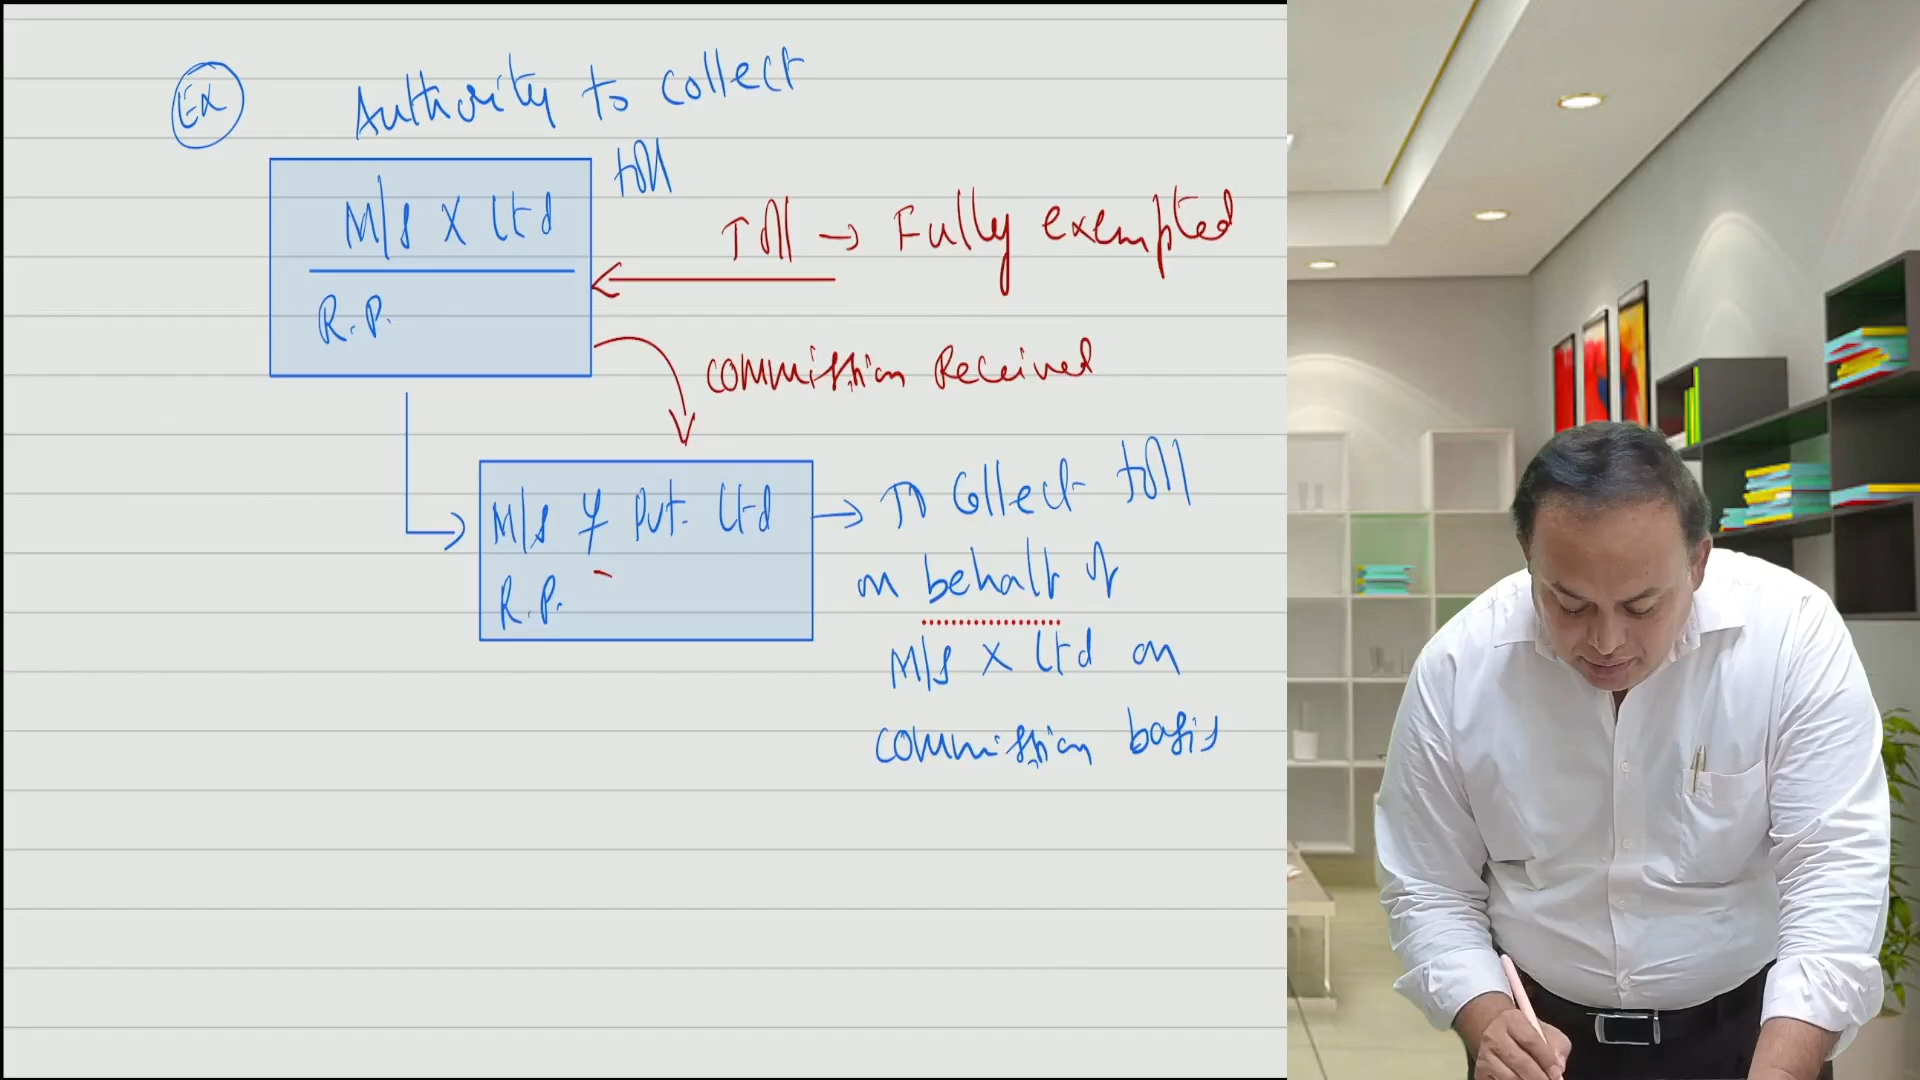 Ex
Authority to collect
toll
M/s X Ltd
R.P.
Toll → Fully exempted
Commission Received
M/s Y Pvt. Ltd
R.P.
→ To Collect toll
on behalf of
M/s X Ltd on
commission basis